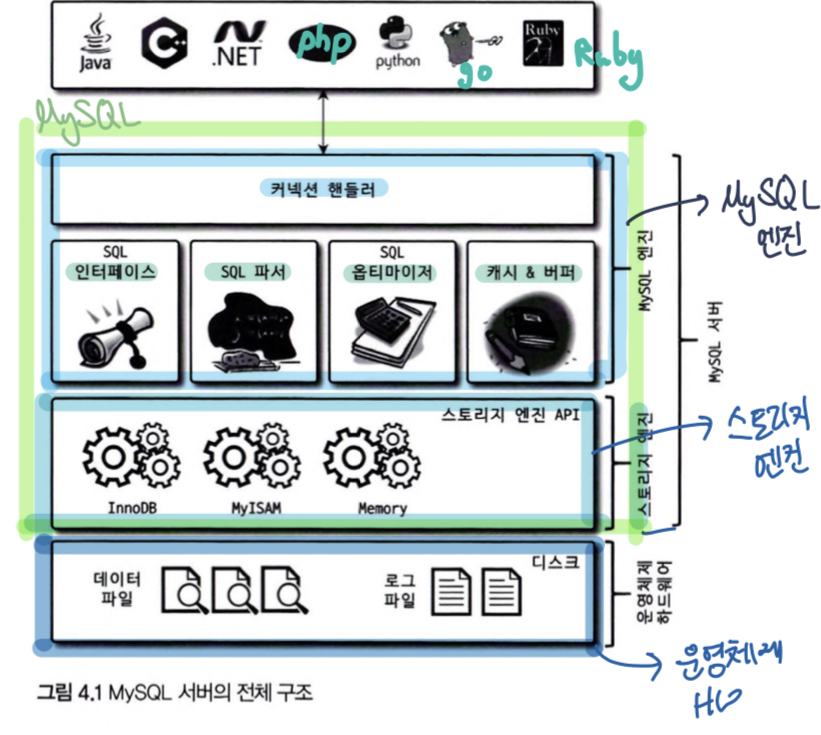 Java
C++
.NET
php
php
python
go
Ruby
Ruby
MySQL
커넥션 핸들러
SQL
인터페이스
SQL 파서
SQL
옵티마이저
캐시 & 버퍼
MySQL 엔진
MySQL 서버
MySQL
엔진
스토리지 엔진 API
InnoDB
MyISAM
Memory
스토리지 엔진
스토리지
엔진
디스크
데이터
파일
로그
파일
운영체제
하드웨어
운영체제
HW
그림 4.1 MySQL 서버의 전체 구조